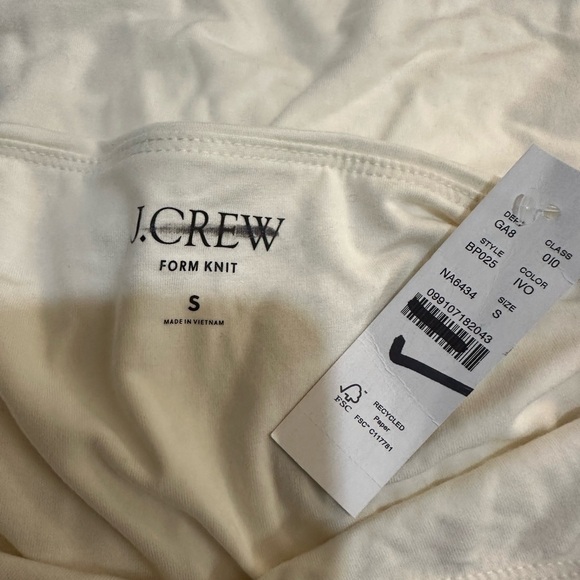 J.CREW
FORM KNIT
S
MADE IN VIETNAM
DEPT CLASS
GA8 010
STYLE COLOR
BP025 IVO
NA6434 SIZE
S
099107182043
FSC
RECYCLED
Paper
FSC® C117781